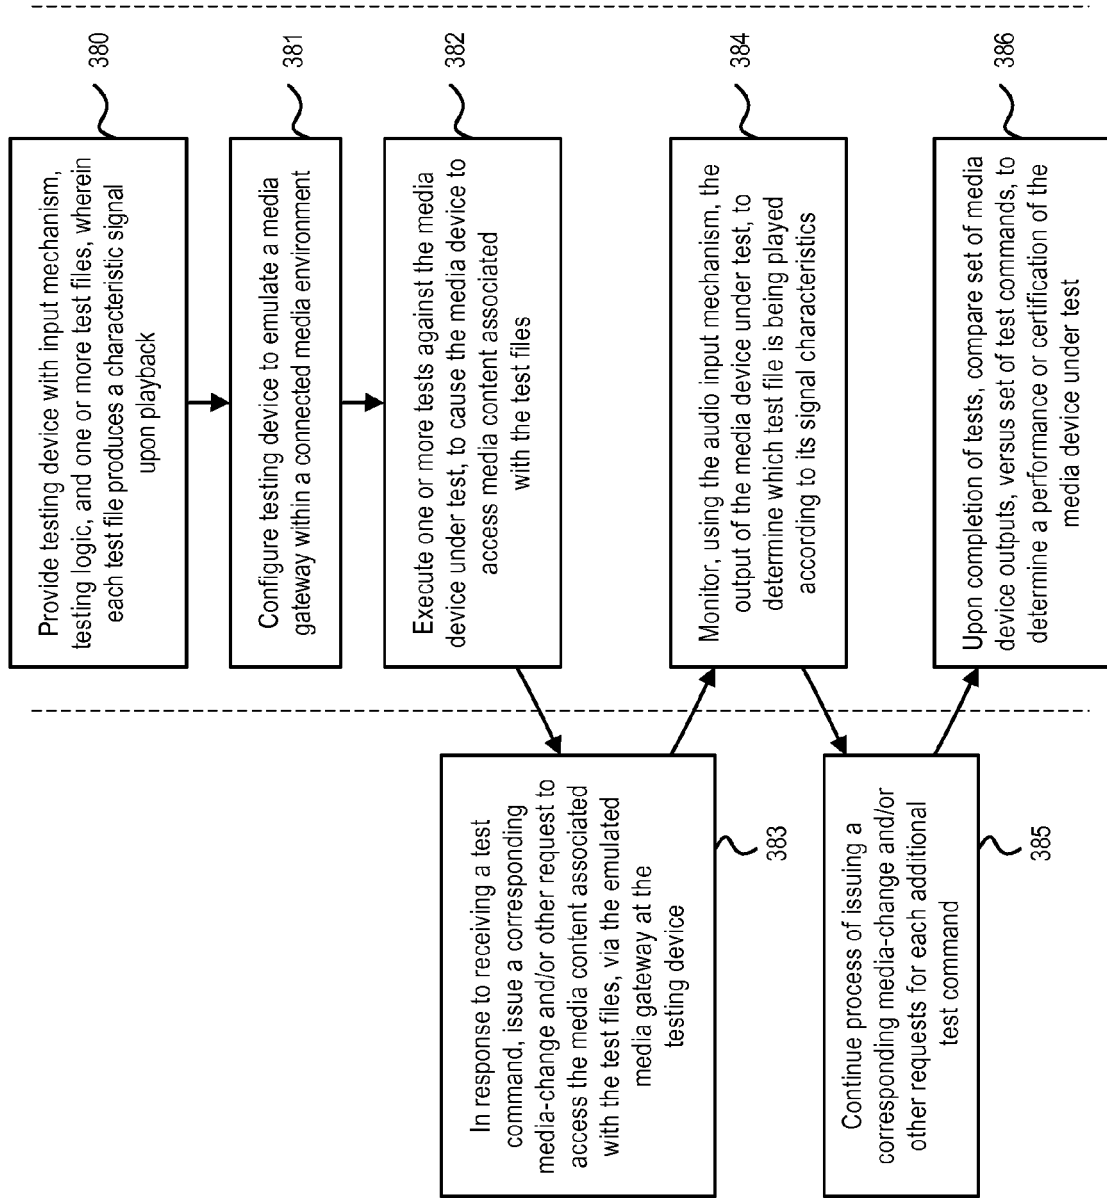 Provide testing device with input mechanism,
testing logic, and one or more test files, wherein
each test file produces a characteristic signal
upon playback
380
Configure testing device to emulate a media
gateway within a connected media environment
381
Execute one or more tests against the media
device under test, to cause the media device to
access media content associated
with the test files
382
In response to receiving a test
command, issue a corresponding
media-change and/or other request to
access the media content associated
with the test files, via the emulated
media gateway at the
testing device
383
Monitor, using the audio input mechanism, the
output of the media device under test, to
determine which test file is being played
according to its signal characteristics
384
Continue process of issuing a
corresponding media-change and/or
other requests for each additional
test command
385
Upon completion of tests, compare set of media
device outputs, versus set of test commands, to
determine a performance or certification of the
media device under test
386